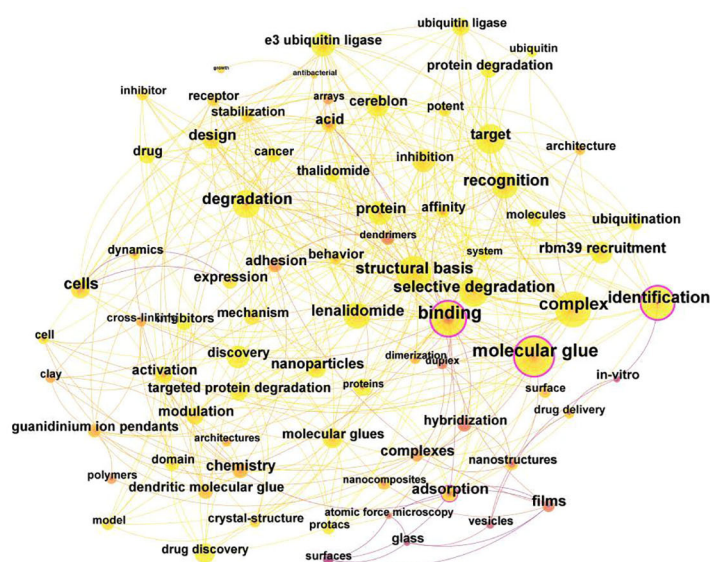 ubiquitin ligase
e3 ubiquitin ligase
ubiquitin
protein degradation
growth
antibacterial
inhibitor
receptor
arrays
cereblon
potent
stabilization
acid
design
target
architecture
drug
cancer
inhibition
thalidomide
recognition
degradation
protein
affinity
molecules
ubiquitination
dendrimers
dynamics
behavior
system
rbm39 recruitment
adhesion
structural basis
cells
expression
selective degradation
identification
complex
cross-linking
inhibitors
mechanism
lenalidomide
binding
cell
discovery
molecular glue
dimerization
duplex
clay
activation
nanoparticles
in-vitro
targeted protein degradation
proteins
surface
modulation
drug delivery
guanidinium ion pendants
hybridization
architectures
molecular glues
domain
complexes
chemistry
nanostructures
polymers
dendritic molecular glue
nanocomposites
adsorption
films
model
crystal-structure
atomic force microscopy
protacs
vesicles
glass
drug discovery
surfaces